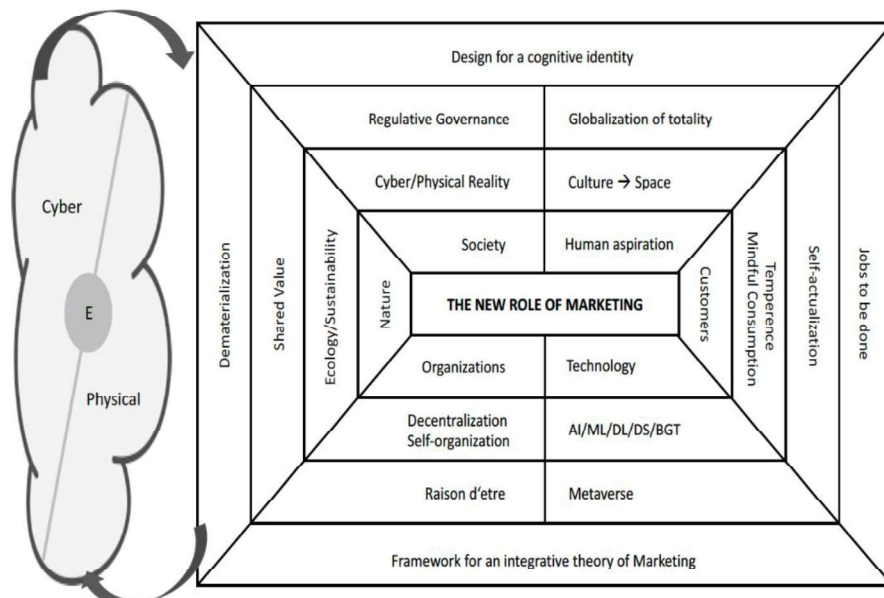 Design for a cognitive identity
Regulative Governance
Globalization of totality
Cyber/Physical Reality
Culture → Space
Society
Human aspiration
Cyber
E
Physical
Dematerialization
Shared Value
Ecology/Sustainability
Nature
THE NEW ROLE OF MARKETING
Customers
Temperence
Mindful Consumption
Self-actualization
Jobs to be done
Organizations
Technology
Decentralization
Self-organization
AI/ML/DL/DS/BGT
Raison d'etre
Metaverse
Framework for an integrative theory of Marketing